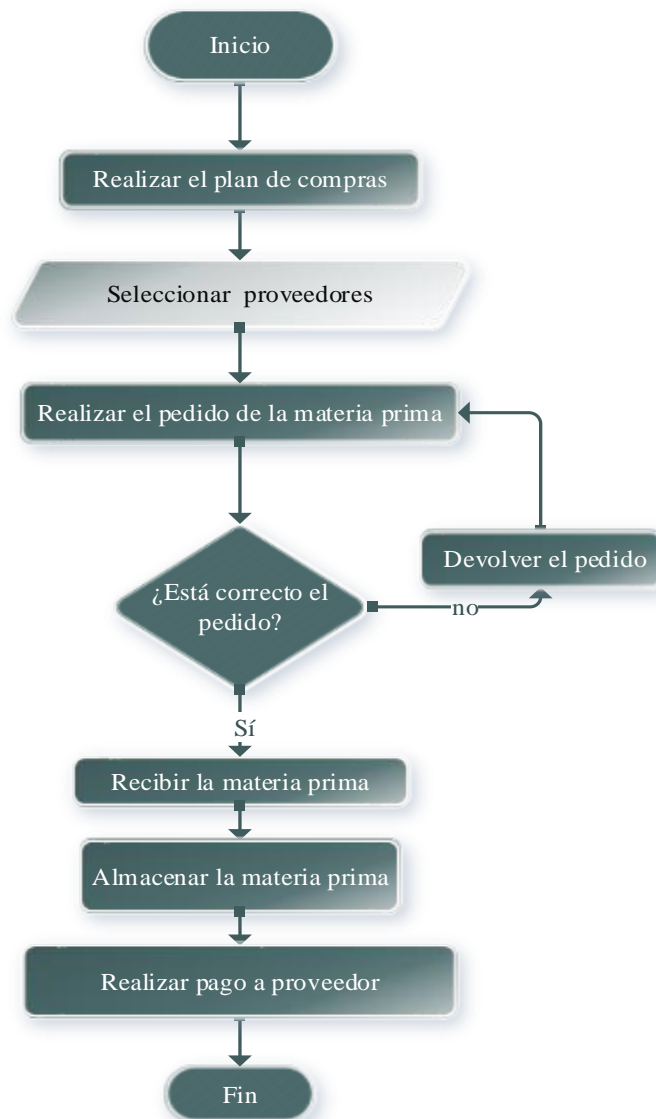 Inicio
Realizar el plan de compras
Seleccionar proveedores
Realizar el pedido de la materia prima
Devolver el pedido
¿Está correcto el
pedido?
no
Sí
Recibir la materia prima
Almacenar la materia prima
Realizar pago a proveedor
Fin